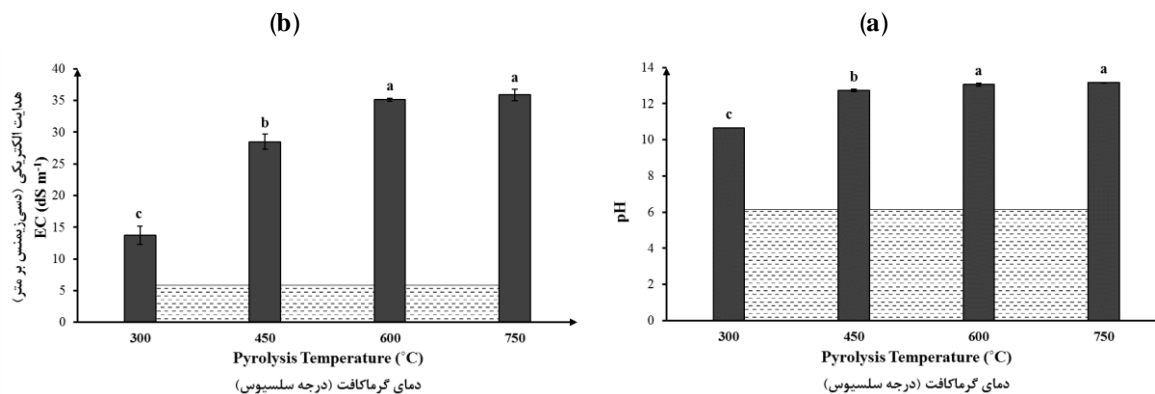 (b)
هدایت الکتریکی (دسی‌زیمنس بر متر)
EC (dS m⁻¹)
40
35
30
25
20
15
10
5
0
c
b
a
a
300 450 600 750
Pyrolysis Temperature (°C)
دمای گرماکافت (درجه سلسیوس)
(a)
pH
14
12
10
8
6
4
2
0
c
b
a
a
300 450 600 750
Pyrolysis Temperature (°C)
دمای گرماکافت (درجه سلسیوس)